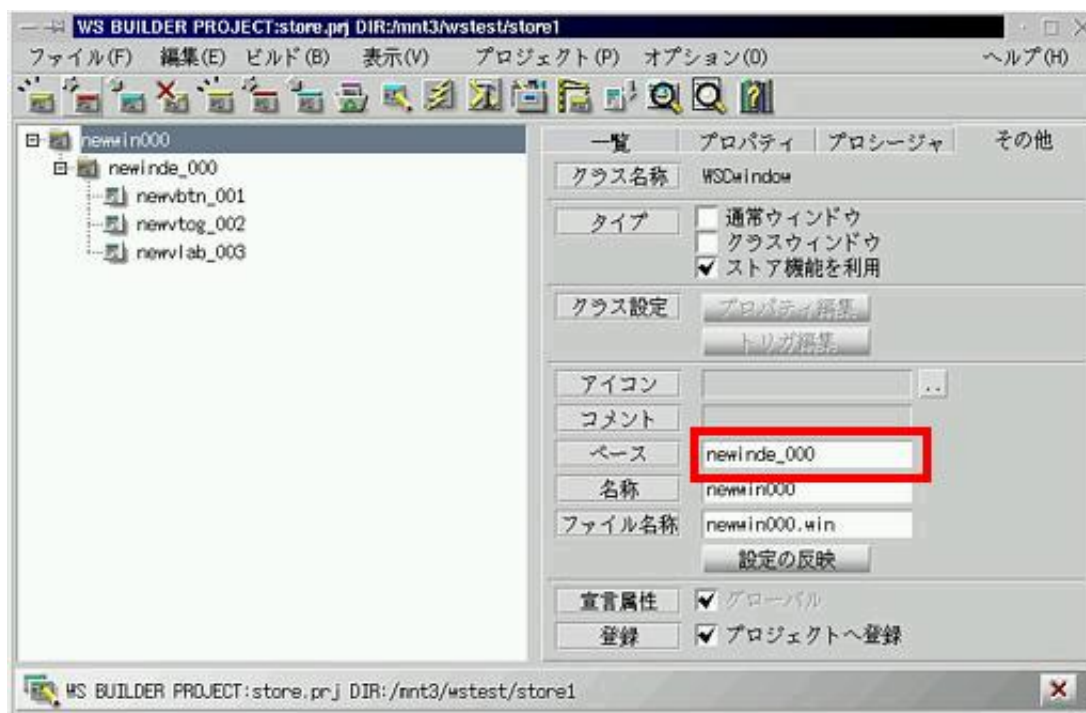 WS BUILDER PROJECT:store.prj DIR:/mnt3/wstest/store1
ファイル(F) 編集(E) ビルド(B) 表示(V) プロジェクト(P) オプション(O) ヘルプ(H)
newwin000
newinde_000
newvbtn_001
newvtog_002
newvlab_003
一覧 プロパティ プロシージャ その他
クラス名称 WSCwindow
タイプ 通常ウィンドウ
クラスウィンドウ
ストア機能を利用
クラス設定 プロパティ編集
トリガ編集
アイコン ..
コメント
ベース newinde_000
名称 newwin000
ファイル名称 newwin000.win
設定の反映
宣言属性 グローバル
登録 プロジェクトへ登録
WS BUILDER PROJECT:store.prj DIR:/mnt3/wstest/store1